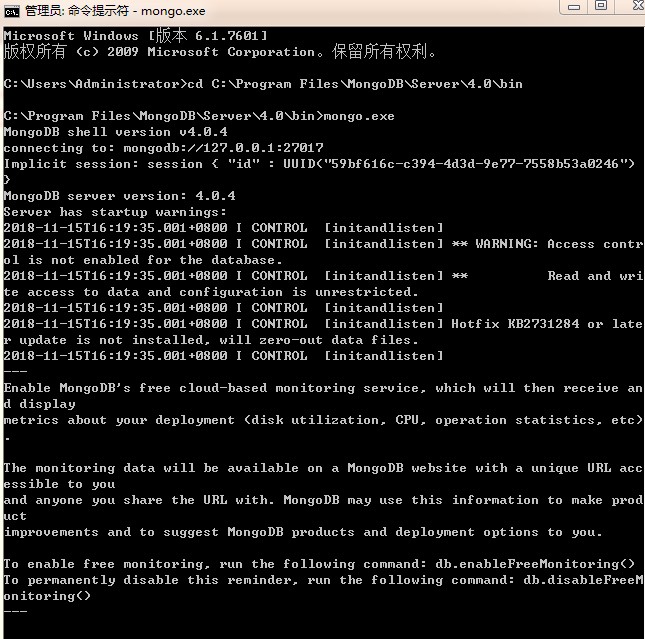 管理员: 命令提示符 - mongo.exe
Microsoft Windows [版本 6.1.7601]
版权所有 (c) 2009 Microsoft Corporation。保留所有权利。
C:\Users\Administrator>cd C:\Program Files\MongoDB\Server\4.0\bin
C:\Program Files\MongoDB\Server\4.0\bin>mongo.exe
MongoDB shell version v4.0.4
connecting to: mongodb://127.0.0.1:27017
Implicit session: session { "id" : UUID("59bf616c-c394-4d3d-9e77-7558b53a0246")
}
MongoDB server version: 4.0.4
Server has startup warnings:
2018-11-15T16:19:35.001+0800 I CONTROL  [initandlisten]
2018-11-15T16:19:35.001+0800 I CONTROL  [initandlisten] ** WARNING: Access contr
ol is not enabled for the database.
2018-11-15T16:19:35.001+0800 I CONTROL  [initandlisten] **          Read and wri
te access to data and configuration is unrestricted.
2018-11-15T16:19:35.001+0800 I CONTROL  [initandlisten]
2018-11-15T16:19:35.001+0800 I CONTROL  [initandlisten] Hotfix KB2731284 or late
r update is not installed, will zero-out data files.
2018-11-15T16:19:35.001+0800 I CONTROL  [initandlisten]
---
Enable MongoDB's free cloud-based monitoring service, which will then receive an
d display
metrics about your deployment (disk utilization, CPU, operation statistics, etc)
.
The monitoring data will be available on a MongoDB website with a unique URL acc
essible to you
and anyone you share the URL with. MongoDB may use this information to make prod
uct
improvements and to suggest MongoDB products and deployment options to you.
To enable free monitoring, run the following command: db.enableFreeMonitoring()
To permanently disable this reminder, run the following command: db.disableFreeM
onitoring()
---